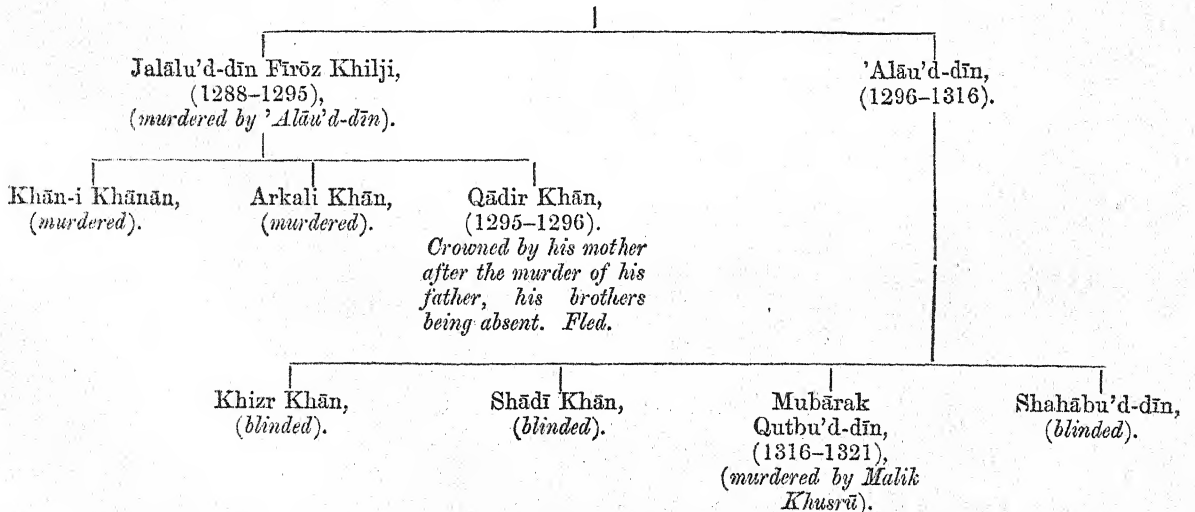 Jalālu’d-dīn Fīrōz Khilji,
(1288–1295),
(murdered by ’Alāu’d-dīn).
’Alāu’d-dīn,
(1296–1316).
Khān-i Khānān,
(murdered).
Arkali Khān,
(murdered).
Qādir Khān,
(1295–1296).
Crowned by his mother
after the murder of his
father, his brothers
being absent. Fled.
Khizr Khān,
(blinded).
Shādī Khān,
(blinded).
Mubārak
Qutbu’d-dīn,
(1316–1321),
(murdered by Malik
Khusrū).
Shahābu’d-dīn,
(blinded).